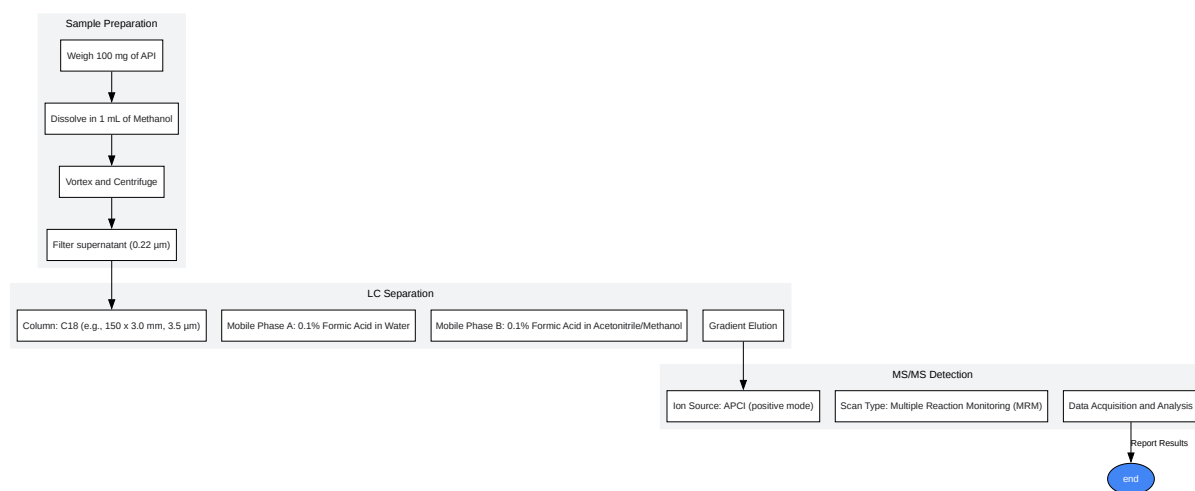 Sample Preparation
Weigh 100 mg of API
Dissolve in 1 mL of Methanol
Vortex and Centrifuge
Filter supernatant (0.22 µm)
LC Separation
Column: C18 (e.g., 150 x 3.0 mm, 3.5 µm)
Mobile Phase A: 0.1% Formic Acid in Water
Mobile Phase B: 0.1% Formic Acid in Acetonitrile/Methanol
Gradient Elution
MS/MS Detection
Ion Source: APCI (positive mode)
Scan Type: Multiple Reaction Monitoring (MRM)
Data Acquisition and Analysis
Report Results
end